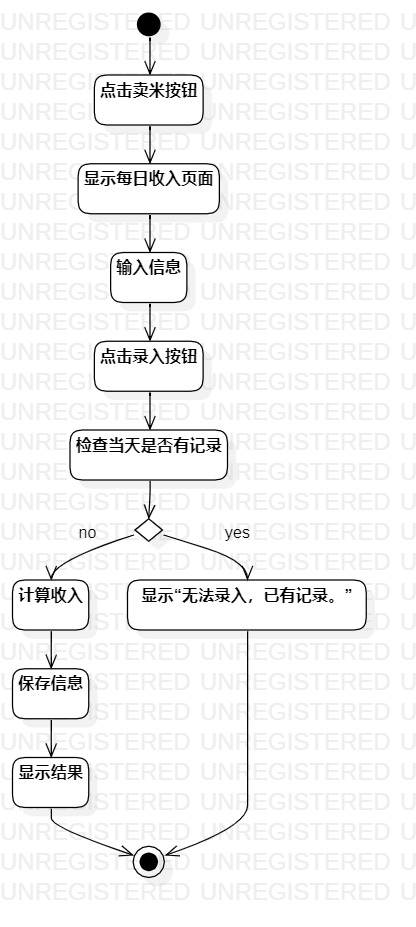 点击卖米按钮
显示每日收入页面
输入信息
点击录入按钮
检查当天是否有记录
no
yes
计算收入
显示“无法录入，已有记录。”
保存信息
显示结果